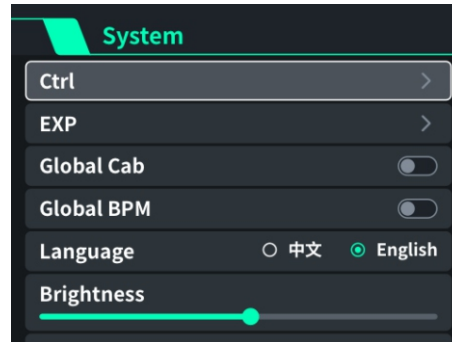 System
Ctrl
EXP
Global Cab
Global BPM
Language 中文 English
Brightness